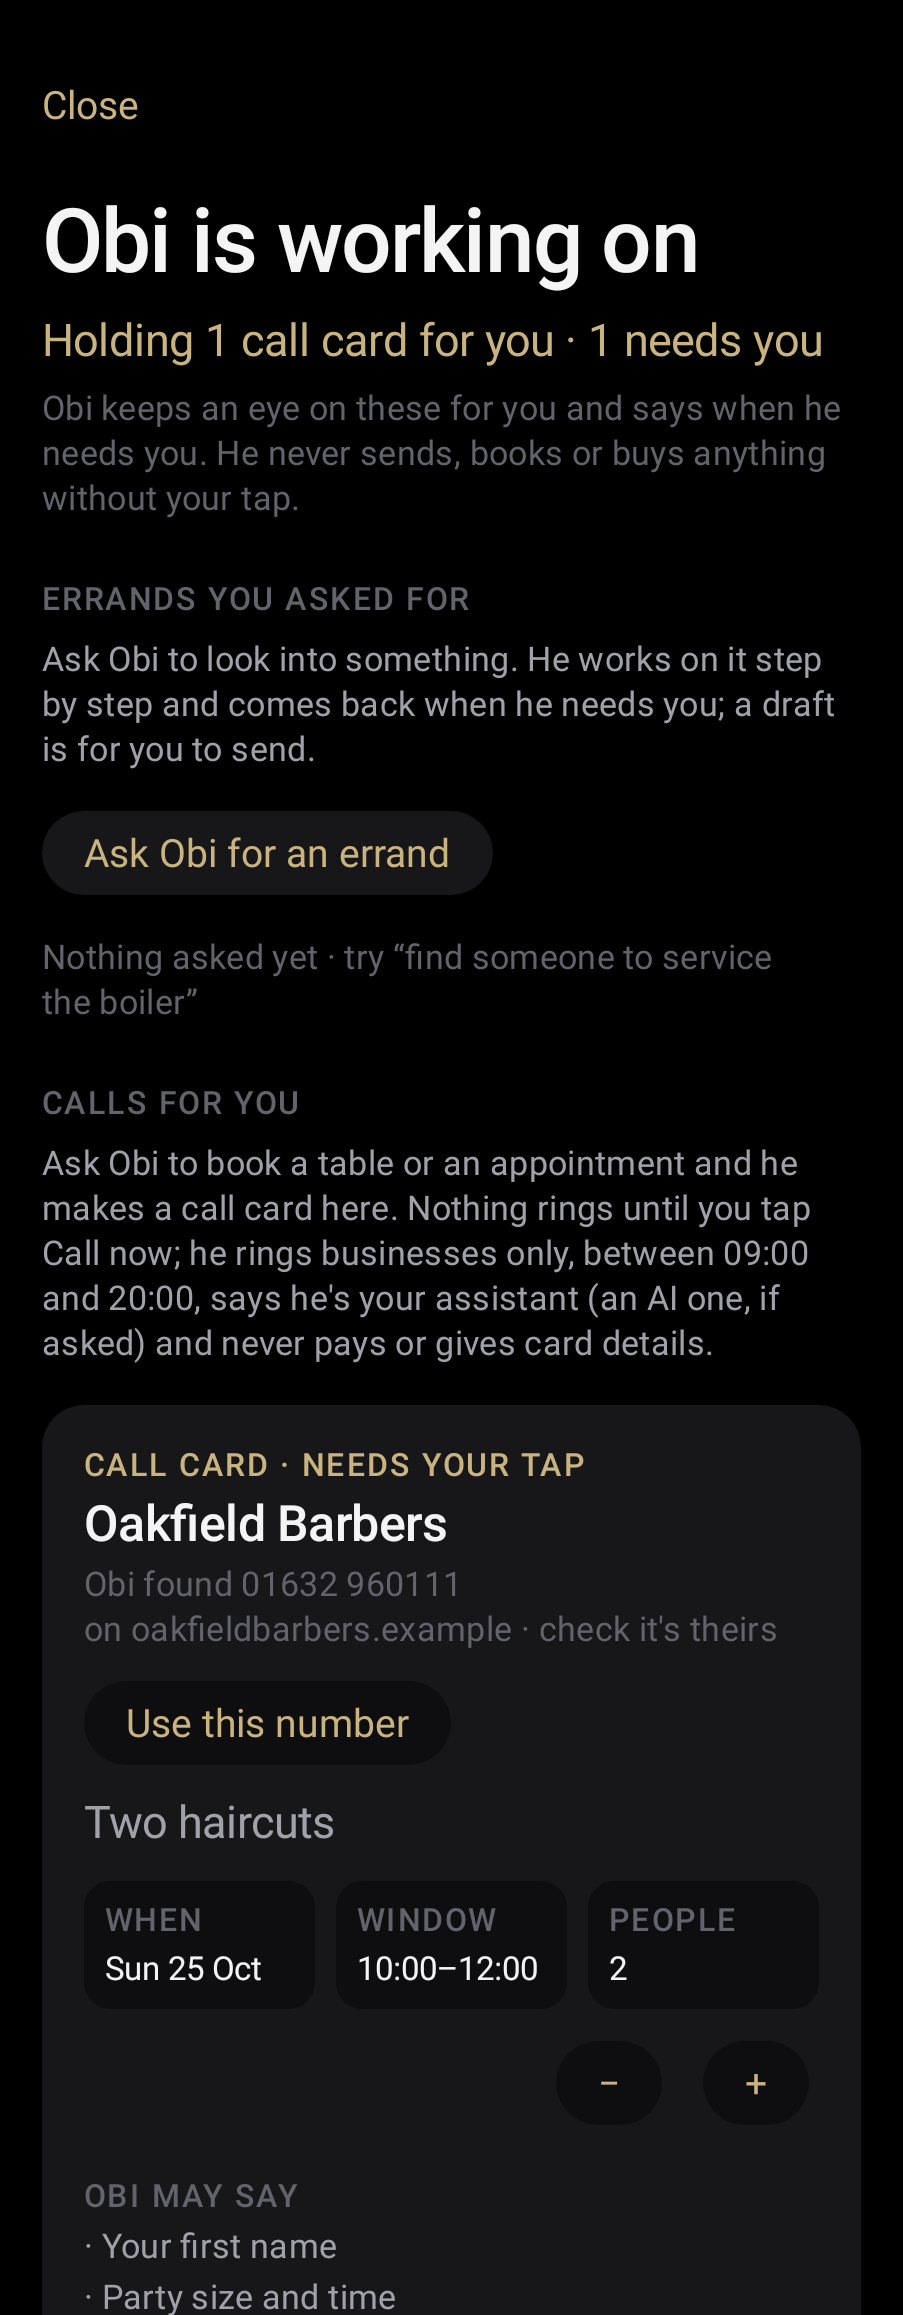 Close
Obi is working on
Holding 1 call card for you · 1 needs you
Obi keeps an eye on these for you and says when he
needs you. He never sends, books or buys anything
without your tap.
ERRANDS YOU ASKED FOR
Ask Obi to look into something. He works on it step
by step and comes back when he needs you; a draft
is for you to send.
Ask Obi for an errand
Nothing asked yet · try “find someone to service
the boiler”
CALLS FOR YOU
Ask Obi to book a table or an appointment and he
makes a call card here. Nothing rings until you tap
Call now; he rings businesses only, between 09:00
and 20:00, says he's your assistant (an AI one, if
asked) and never pays or gives card details.
CALL CARD · NEEDS YOUR TAP
Oakfield Barbers
Obi found 01632 960111
on oakfieldbarbers.example · check it's theirs
Use this number
Two haircuts
WHEN
Sun 25 Oct
WINDOW
10:00–12:00
PEOPLE
2
−
+
OBI MAY SAY
· Your first name
· Party size and time